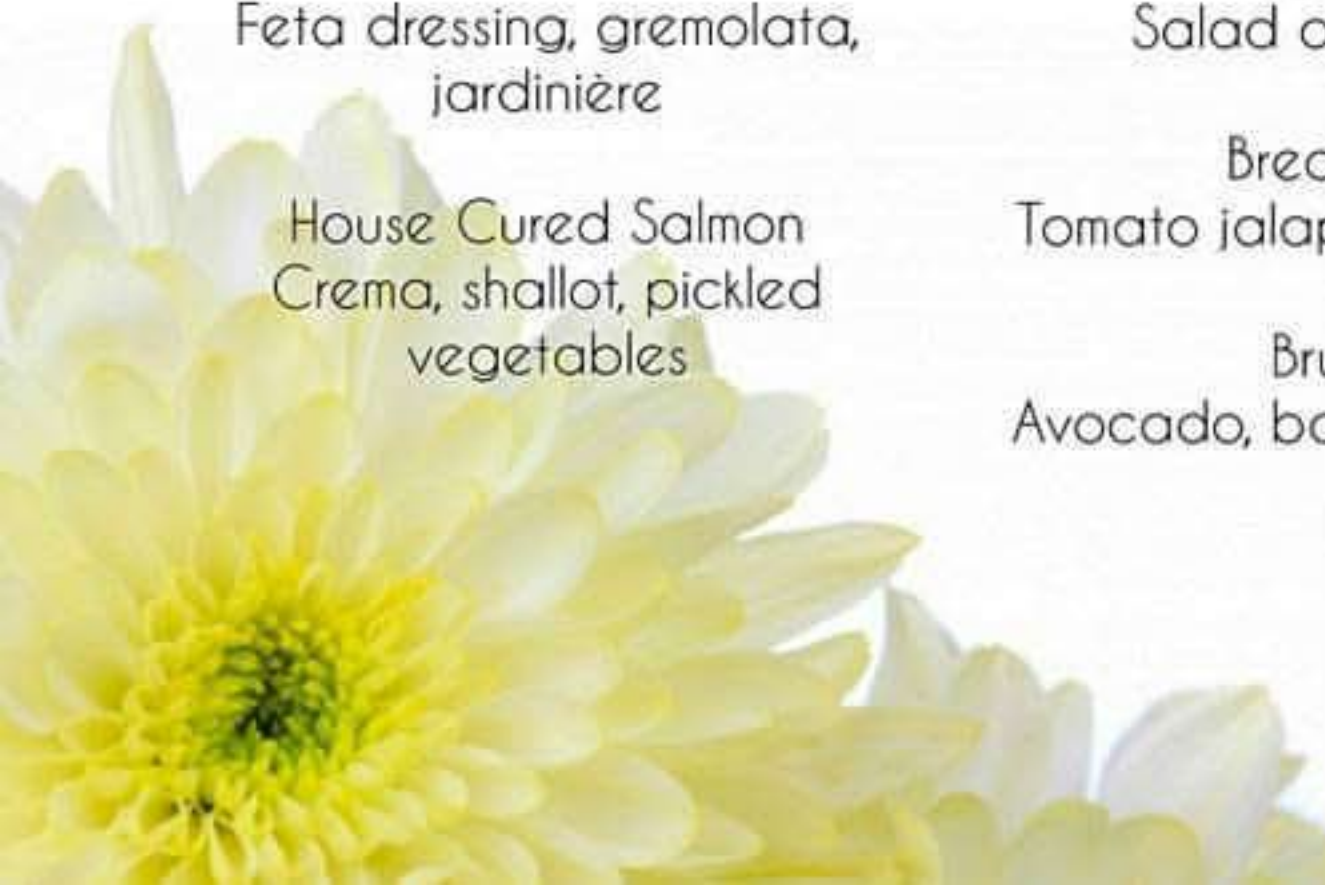 Feta dressing, gremolata,
jardinière
House Cured Salmon
Crema, shallot, pickled
vegetables
Salad
Tomato
Avocado,